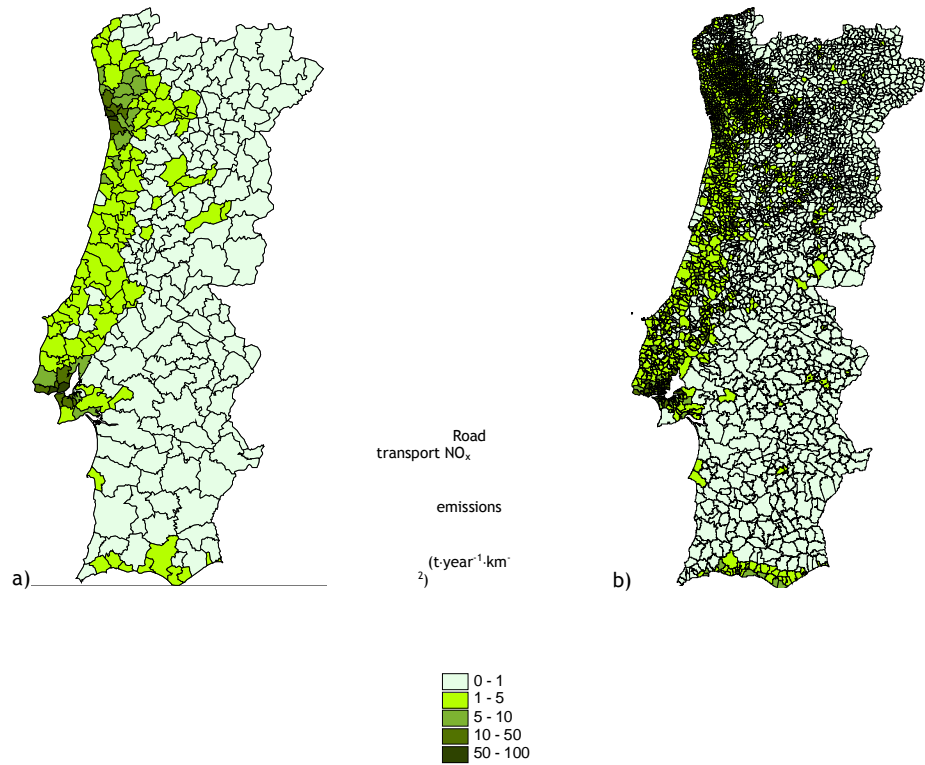 Road
transport NOₓ
emissions
(t·year⁻¹·km⁻
²)
a)
b)
0 - 1
1 - 5
5 - 10
10 - 50
50 - 100